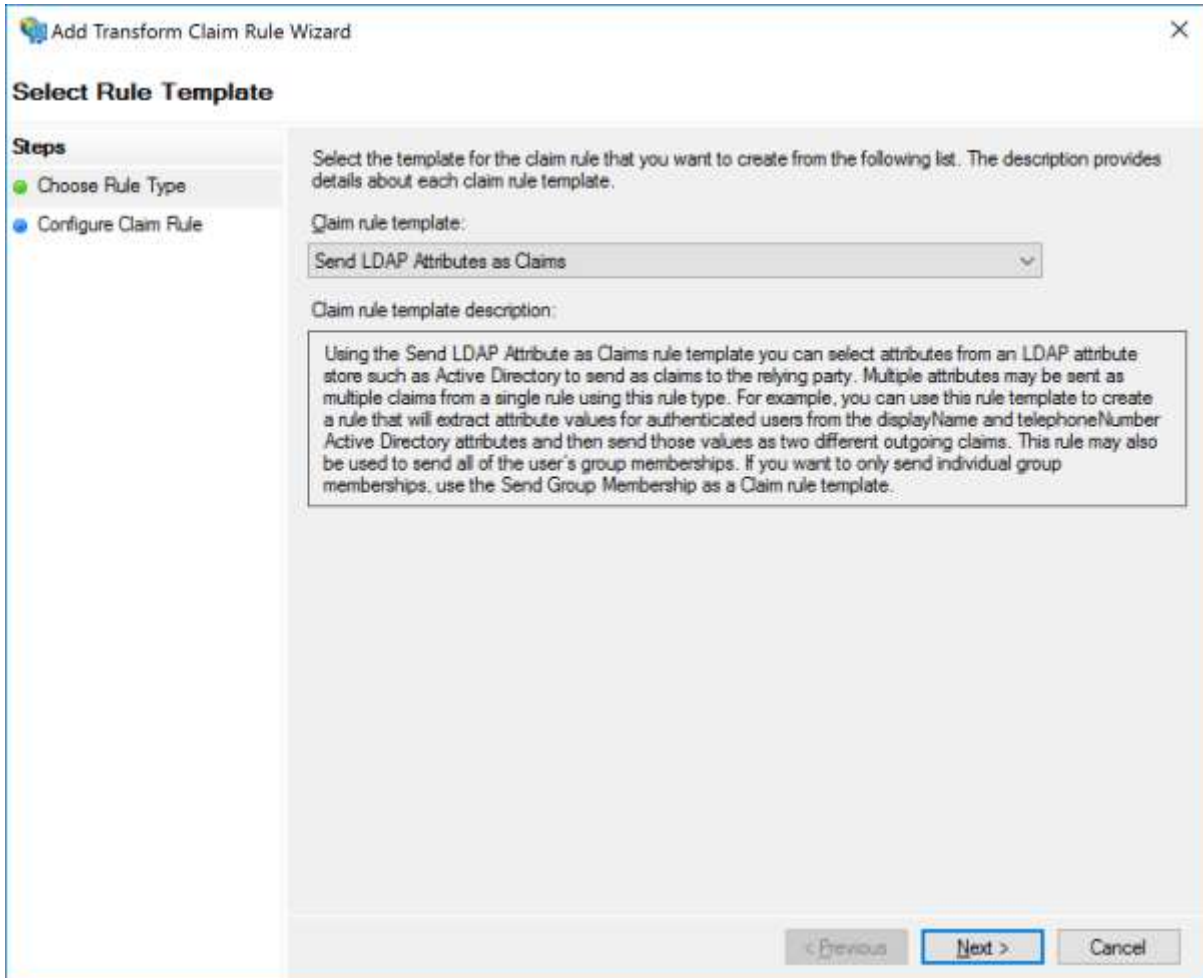 Add Transform Claim Rule Wizard
Select Rule Template
Steps
Choose Rule Type
Configure Claim Rule
Select the template for the claim rule that you want to create from the following list. The description provides
details about each claim rule template.
Claim rule template:
Send LDAP Attributes as Claims
Claim rule template description:
Using the Send LDAP Attribute as Claims rule template you can select attributes from an LDAP attribute
store such as Active Directory to send as claims to the relying party. Multiple attributes may be sent as
multiple claims from a single rule using this rule type. For example, you can use this rule template to create
a rule that will extract attribute values for authenticated users from the displayName and telephoneNumber
Active Directory attributes and then send those values as two different outgoing claims. This rule may also
be used to send all of the user's group memberships. If you want to only send individual group
memberships, use the Send Group Membership as a Claim rule template.
< Previous
Next >
Cancel